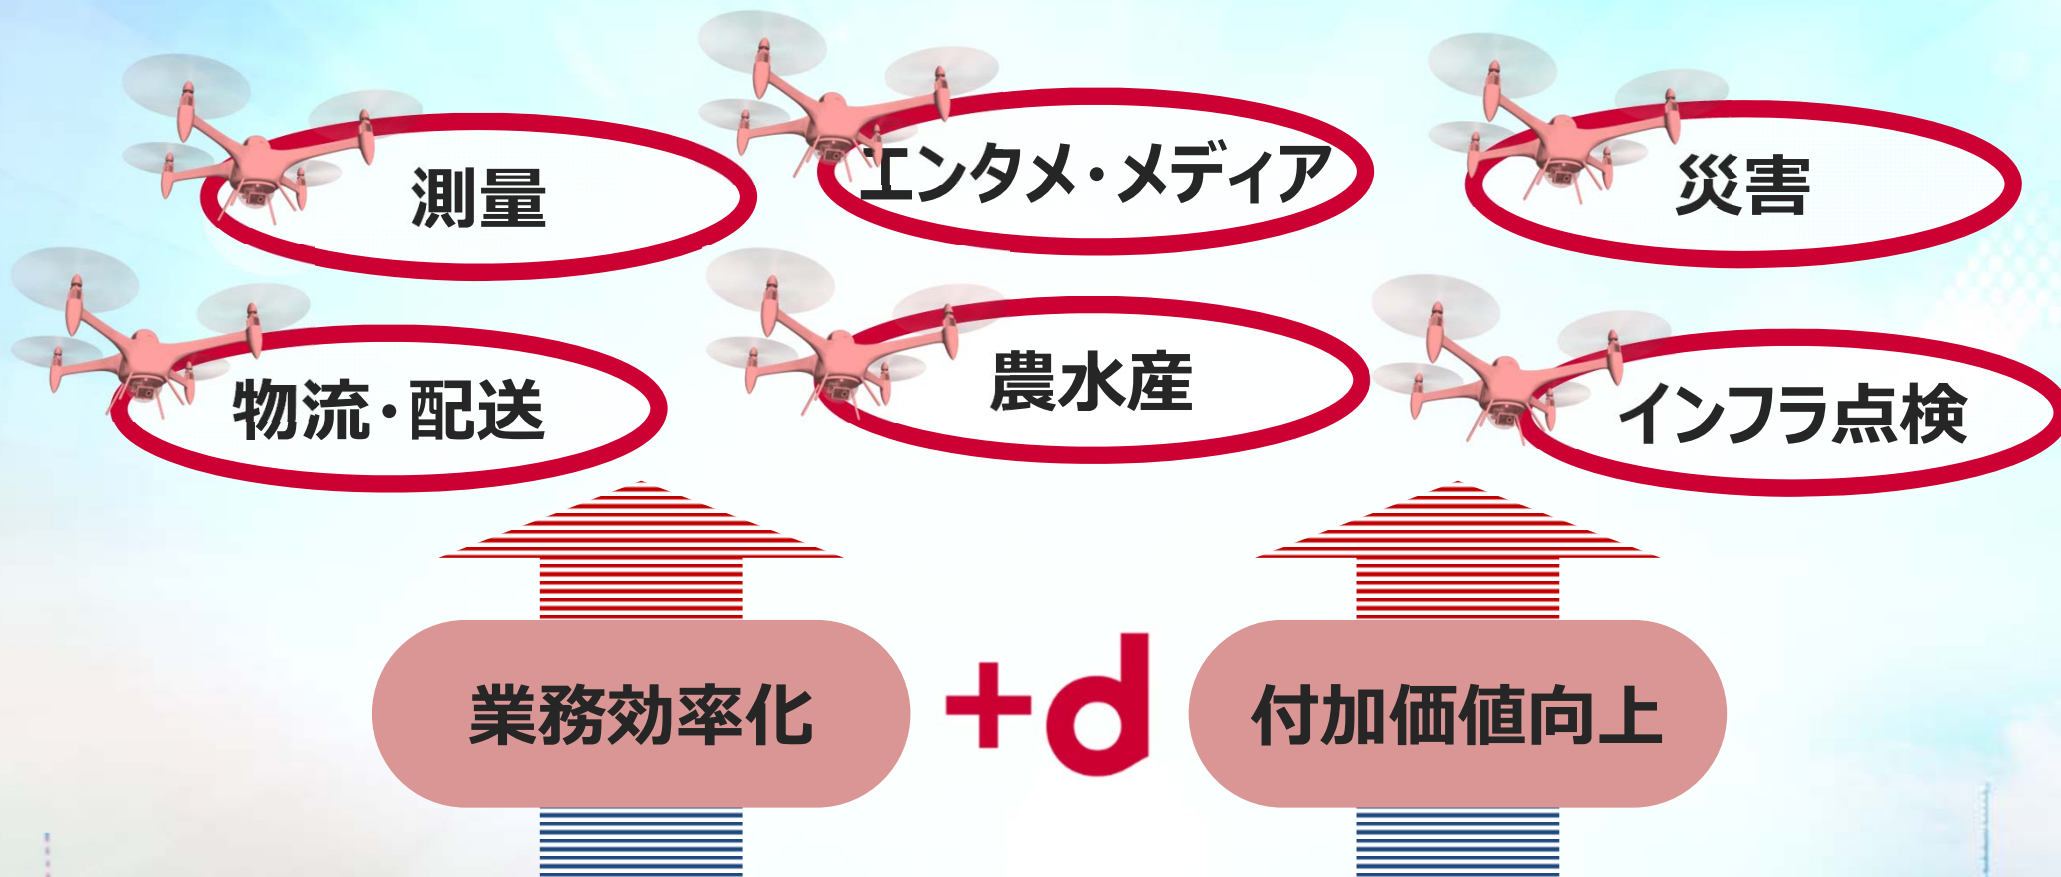 測量
エンタメ・メディア
災害
物流・配送
農水産
インフラ点検
業務効率化
+d
付加価値向上